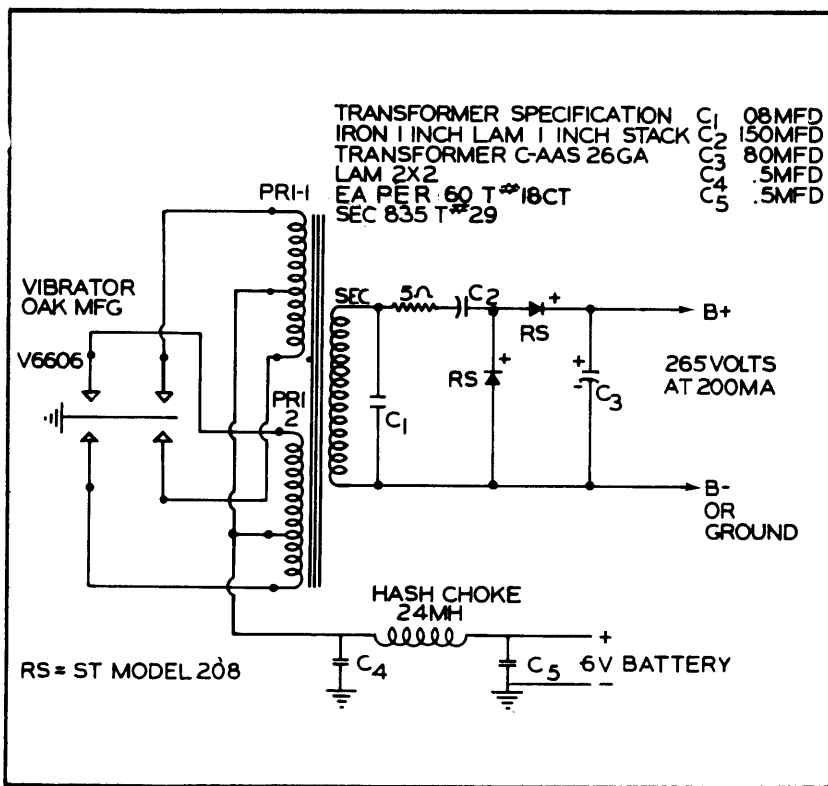 TRANSFORMER SPECIFICATION C1 08MFD
IRON 1 INCH LAM 1 INCH STACK C2 150MFD
TRANSFORMER C-AAS 26GA C3 80MFD
LAM 2X2 C4 .5MFD
EA PER 60 T #18CT C5 .5MFD
SEC 835 T #29
PRI-1
VIBRATOR
OAK MFG
V6606
SEC
5Ω
C2
+
RS
B+
+
RS
+
-
C3
265 VOLTS
AT 200MA
PRI
2
C1
B-
OR
GROUND
HASH CHOKE
24MH
+
RS = ST MODEL 208
C4
C5
6V BATTERY
-